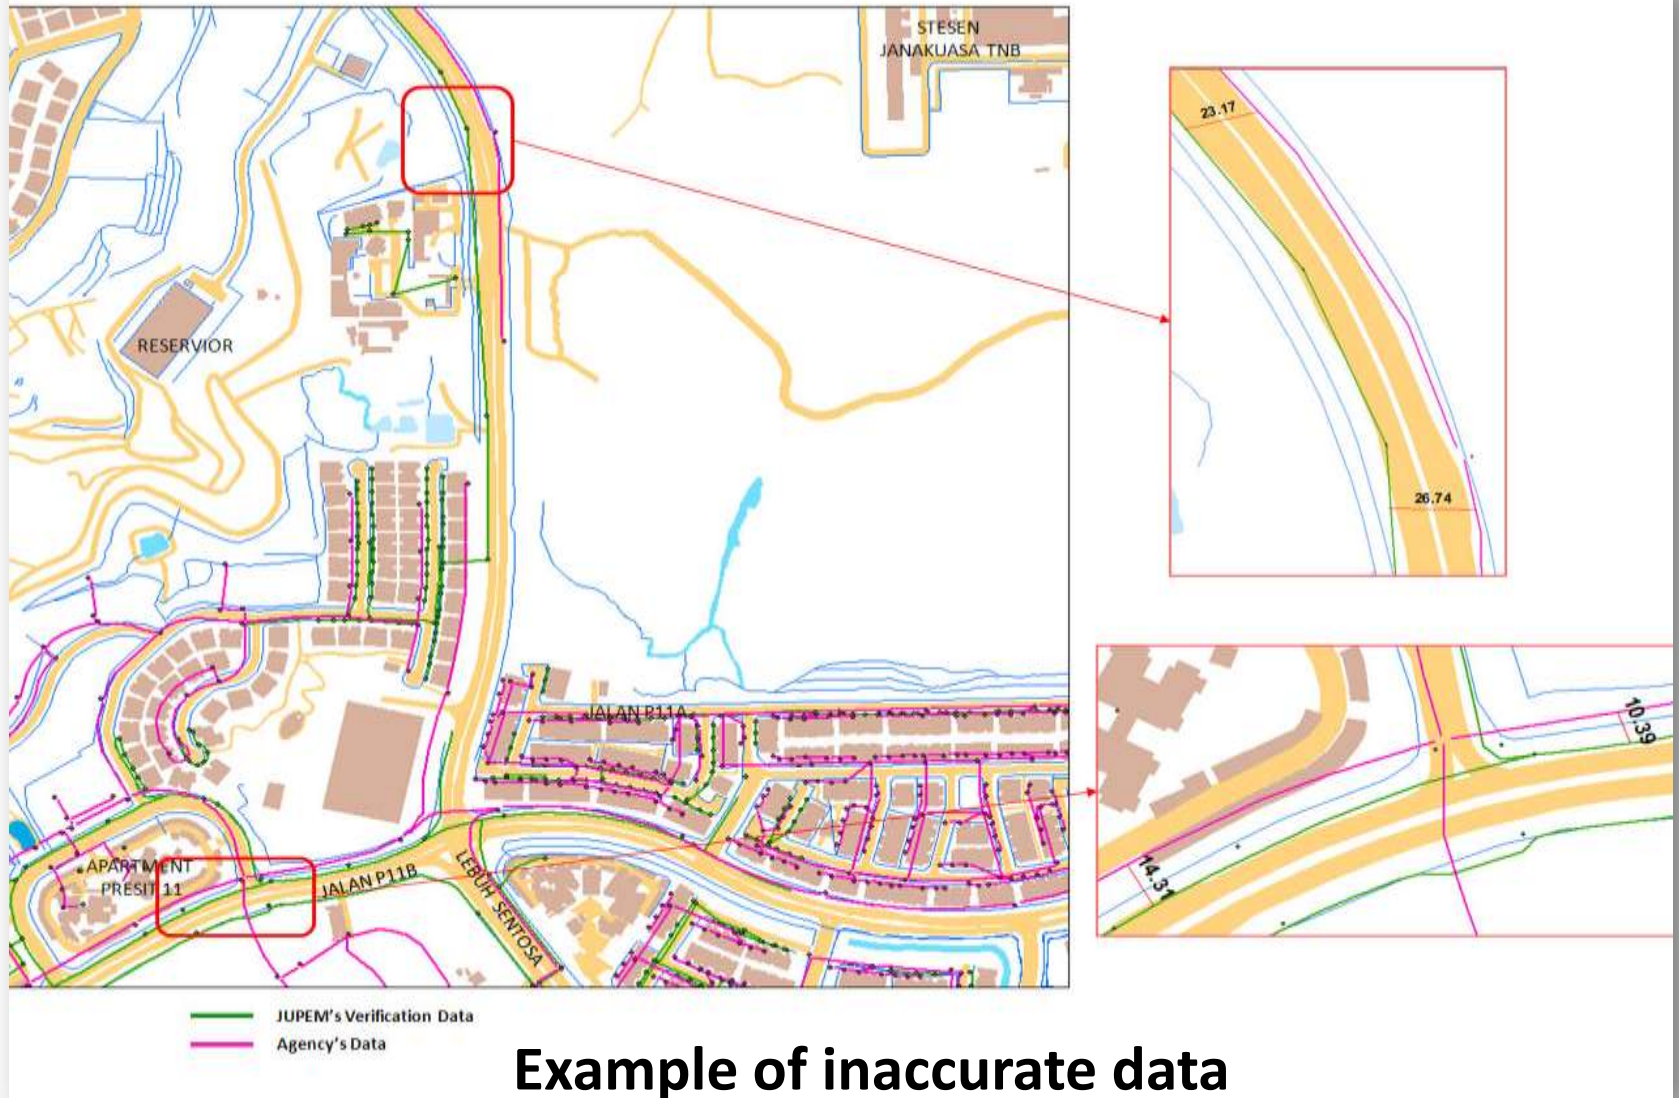 STESEN
JANAKUASA TNB
23.17
RESERVIOR
26.74
JALAN P11A
10.39
14.31
APARTMENT
PRESIT 11
JALAN P11B
LEBUH SENTOSA
JUPEM's Verification Data
Agency's Data
Example of inaccurate data